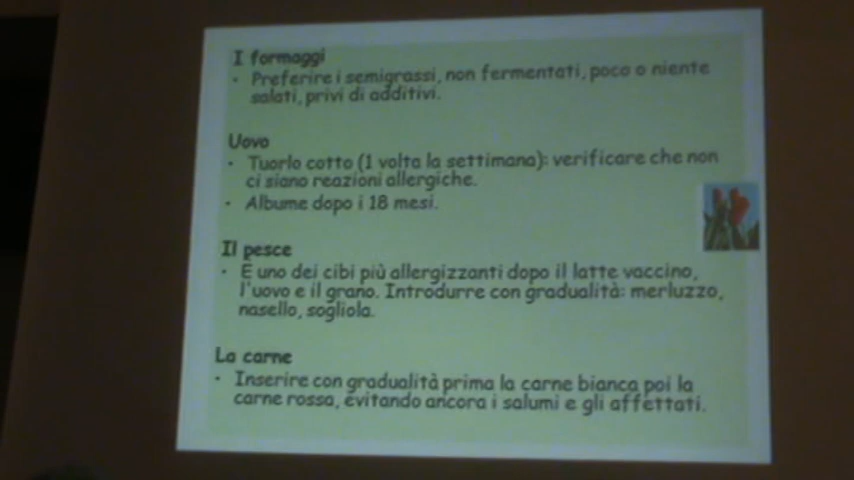 I formaggi
• Preferire i semigrassi, non fermentati, poco o niente
salati, privi di additivi.
Uovo
• Tuorlo cotto (1 volta la settimana): verificare che non
ci siano reazioni allergiche.
• Albume dopo i 18 mesi.
Il pesce
• E uno dei cibi più allergizzanti dopo il latte vaccino,
l'uovo e il grano. Introdurre con gradualità: merluzzo,
nasello, sogliola.
La carne
• Inserire con gradualità prima la carne bianca poi la
carne rossa, evitando ancora i salumi e gli affettati.